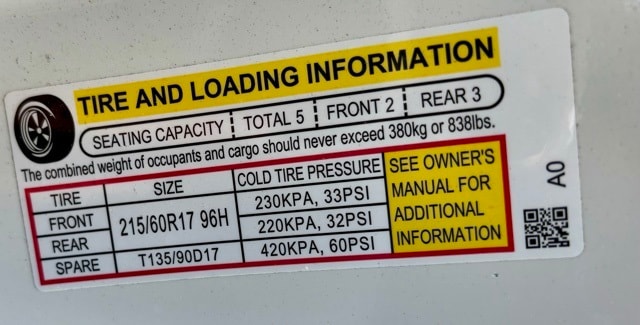 TIRE AND LOADING INFORMATION
SEATING CAPACITY TOTAL 5 FRONT 2 REAR 3
The combined weight of occupants and cargo should never exceed 380kg or 838lbs.
TIRE SIZE COLD TIRE PRESSURE
FRONT 215/60R17 96H 230KPA, 33PSI
REAR 220KPA, 32PSI
SPARE T135/90D17 420KPA, 60PSI
SEE OWNER'S
MANUAL FOR
ADDITIONAL
INFORMATION
A0